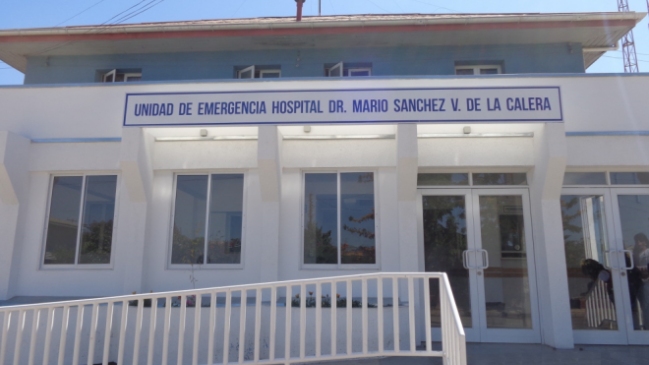 UNIDAD DE EMERGENCIA HOSPITAL DR. MARIO SANCHEZ V. DE LA CALERA